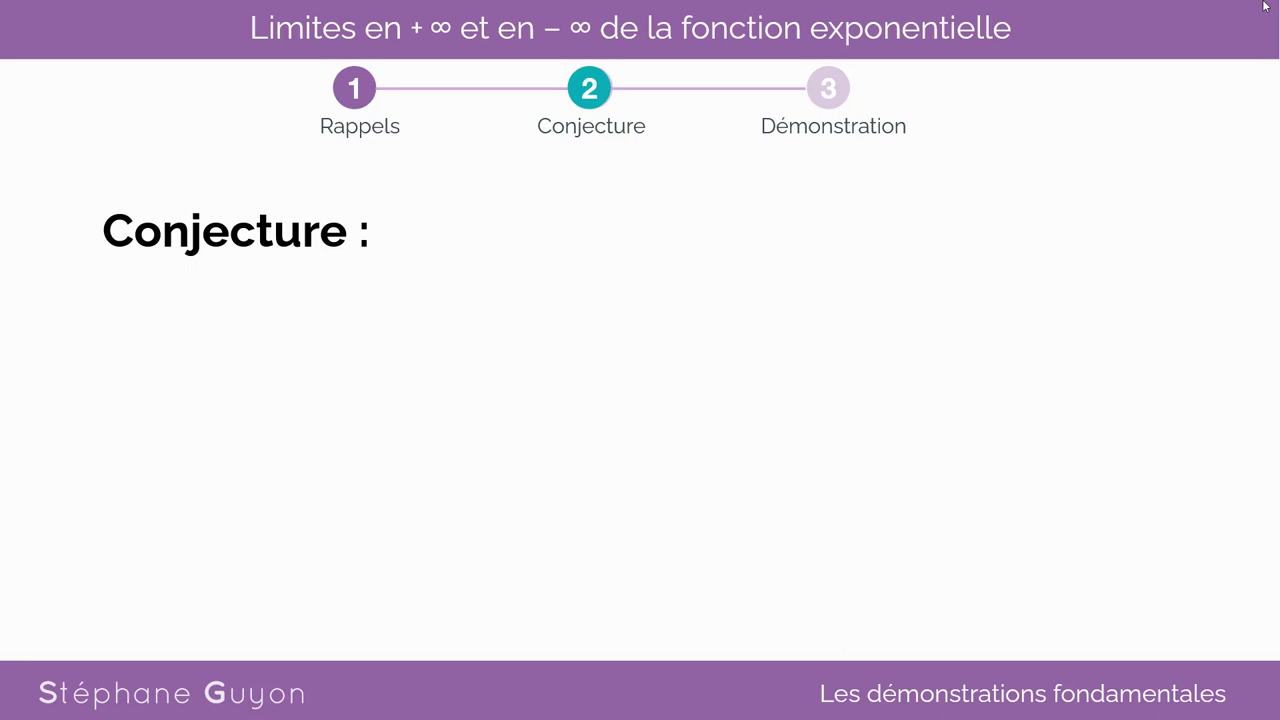 Limites en + ∞ et en – ∞ de la fonction exponentielle
1 2 3
Rappels Conjecture Démonstration
Conjecture :
Stéphane Guyon Les démonstrations fondamentales